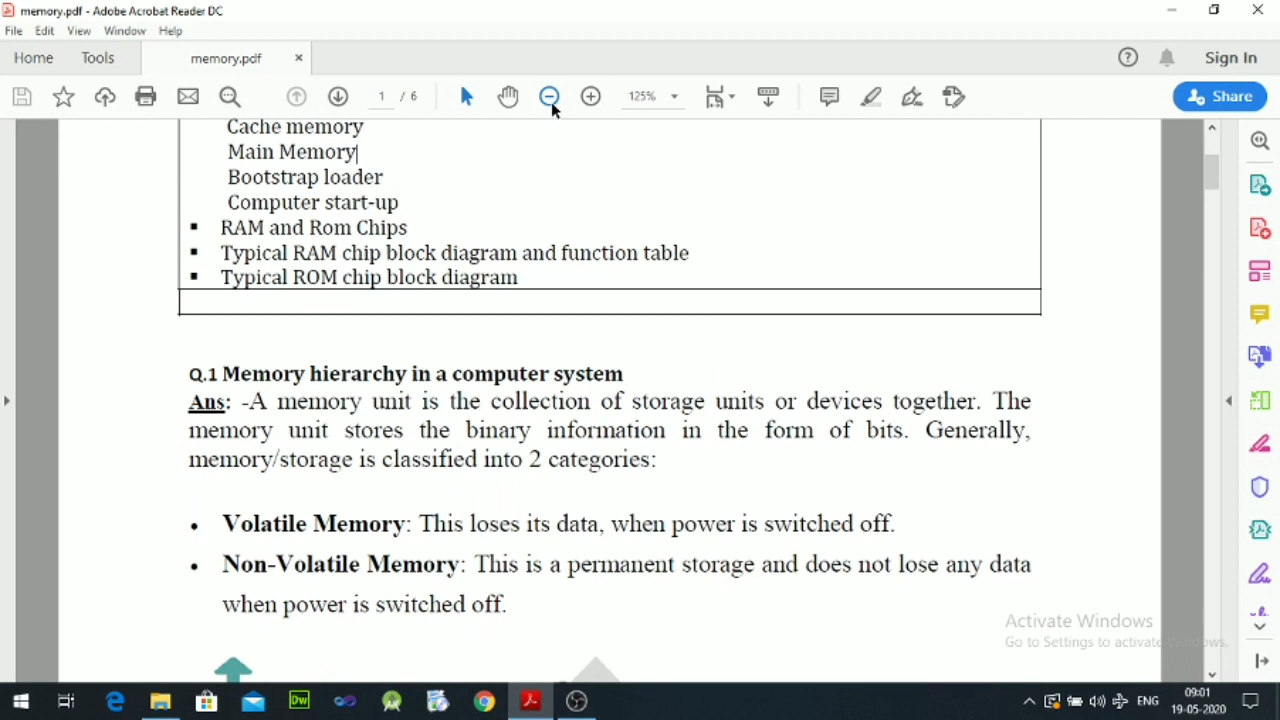 memory.pdf - Adobe Acrobat Reader DC
File Edit View Window Help
Home Tools memory.pdf × Sign In
1 / 6 125% Share
Cache memory
Main Memory
Bootstrap loader
Computer start-up
▪ RAM and Rom Chips
▪ Typical RAM chip block diagram and function table
▪ Typical ROM chip block diagram
Q.1 Memory hierarchy in a computer system
Ans: -A memory unit is the collection of storage units or devices together. The
memory unit stores the binary information in the form of bits. Generally,
memory/storage is classified into 2 categories:
• Volatile Memory: This loses its data, when power is switched off.
• Non-Volatile Memory: This is a permanent storage and does not lose any data
when power is switched off.
Activate Windows
Go to Settings to activate Windows.
Dw ENG 09:01
19-05-2020